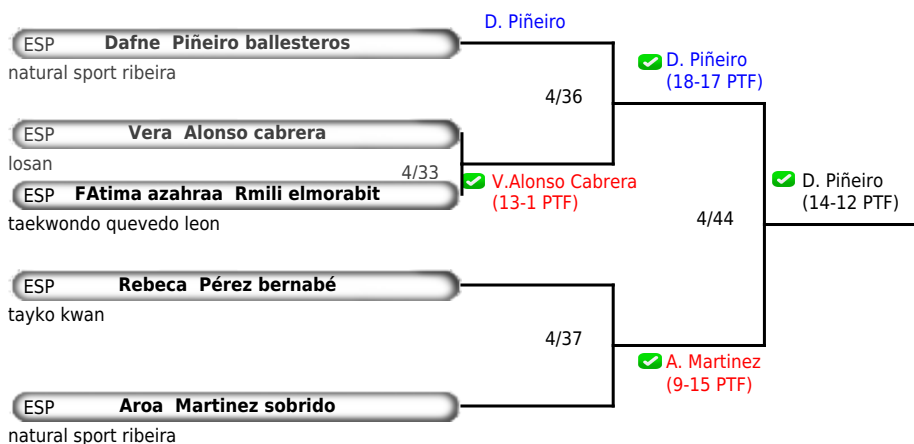 D. Piñeiro
ESP Dafne Piñeiro ballesteros
natural sport ribeira
D. Piñeiro
(18-17 PTF)
4/36
ESP Vera Alonso cabrera
losan
4/33
ESP FAtima azahraa Rmili elmorabit
taekwondo quevedo leon
V.Alonso Cabrera
(13-1 PTF)
D. Piñeiro
(14-12 PTF)
4/44
ESP Rebeca Pérez bernabé
tayko kwan
4/37
A. Martinez
(9-15 PTF)
ESP Aroa Martinez sobrido
natural sport ribeira